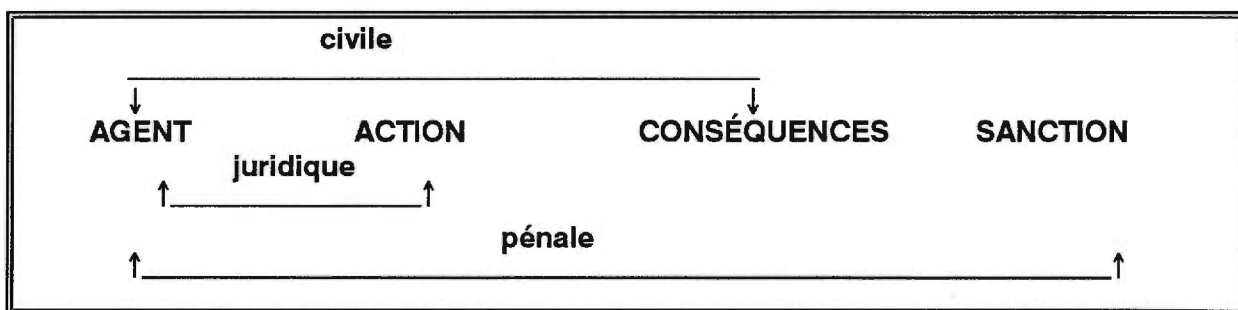 civile
AGENT ACTION CONSÉQUENCES SANCTION
juridique
pénale